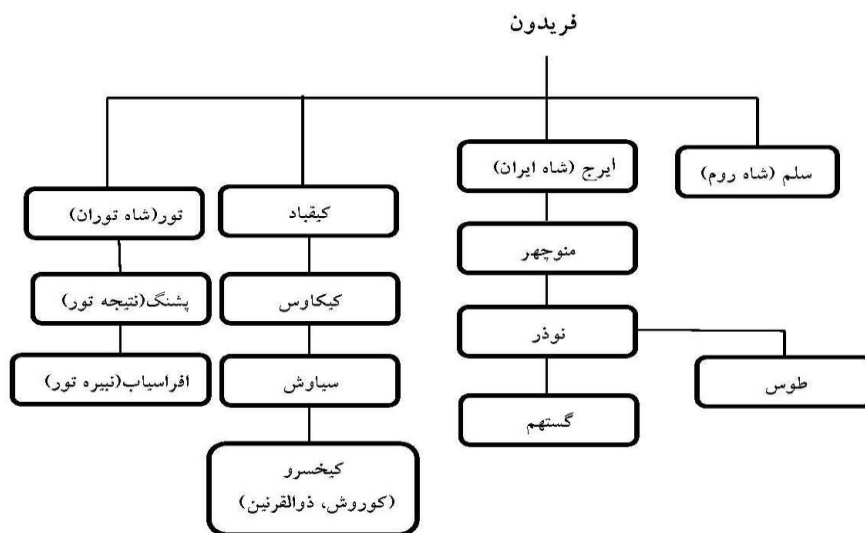 فریدون
سلم (شاه روم)
ایرج (شاه ایران)
کیقباد
تور(شاه توران)
منوچهر
کیکاوس
پشنگ(نتیجه تور)
نوذر
طوس
سیاوش
افراسیاب(نبیره تور)
گستهم
کیخسرو
(کوروش، ذوالقرنین)